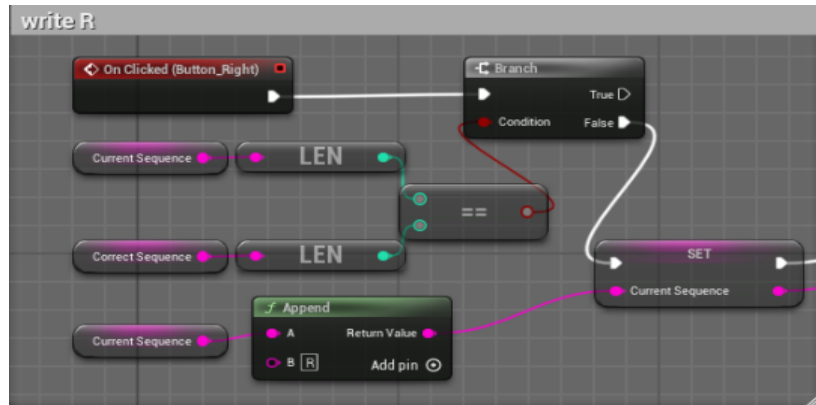 write R
On Clicked (Button_Right)
Branch
True
Condition
False
Current Sequence
LEN
==
Correct Sequence
LEN
SET
Current Sequence
f Append
A
Return Value
Current Sequence
B R
Add pin